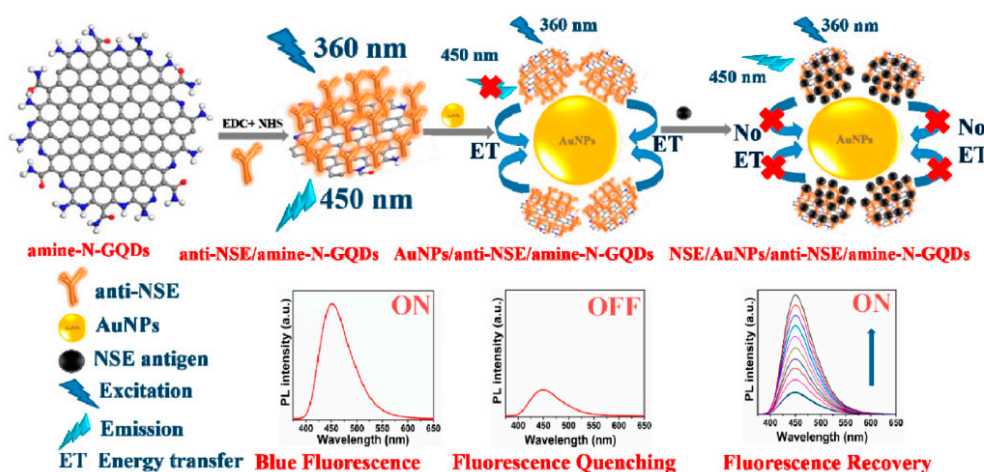 360 nm
450 nm
EDC+ NHS
450 nm
360 nm
ET
AuNPs
ET
AuNPs
360 nm
450 nm
No
ET
AuNPs
No
ET
amine-N-GQDs
anti-NSE/amine-N-GQDs
AuNPs/anti-NSE/amine-N-GQDs
NSE/AuNPs/anti-NSE/amine-N-GQDs
anti-NSE
AuNPs
AuNPs
NSE antigen
Excitation
Emission
ET Energy transfer
ON
PL intensity (a.u.)
400 450 500 550 600 650
Wavelength (nm)
Blue Fluorescence
OFF
PL intensity (a.u.)
400 450 500 550 600 650
Wavelength (nm)
Fluorescence Quenching
ON
PL intensity (a.u.)
400 450 500 550 600 650
Wavelength (nm)
Fluorescence Recovery